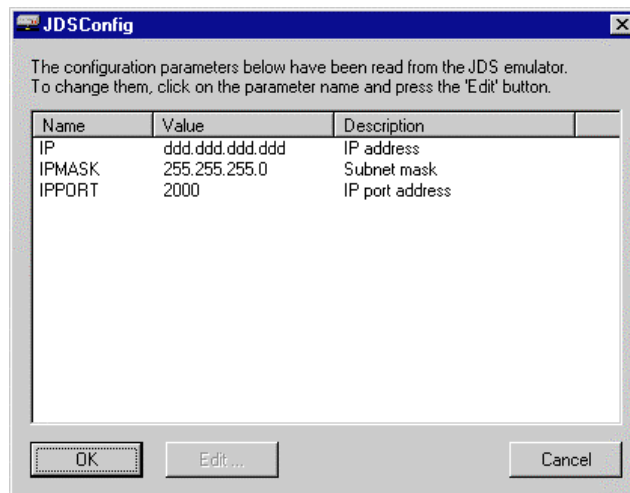 JDSConfig
The configuration parameters below have been read from the JDS emulator.
To change them, click on the parameter name and press the 'Edit' button.
Name Value Description
IP ddd.ddd.ddd.ddd IP address
IPMASK 255.255.255.0 Subnet mask
IPPORT 2000 IP port address
OK Edit ... Cancel